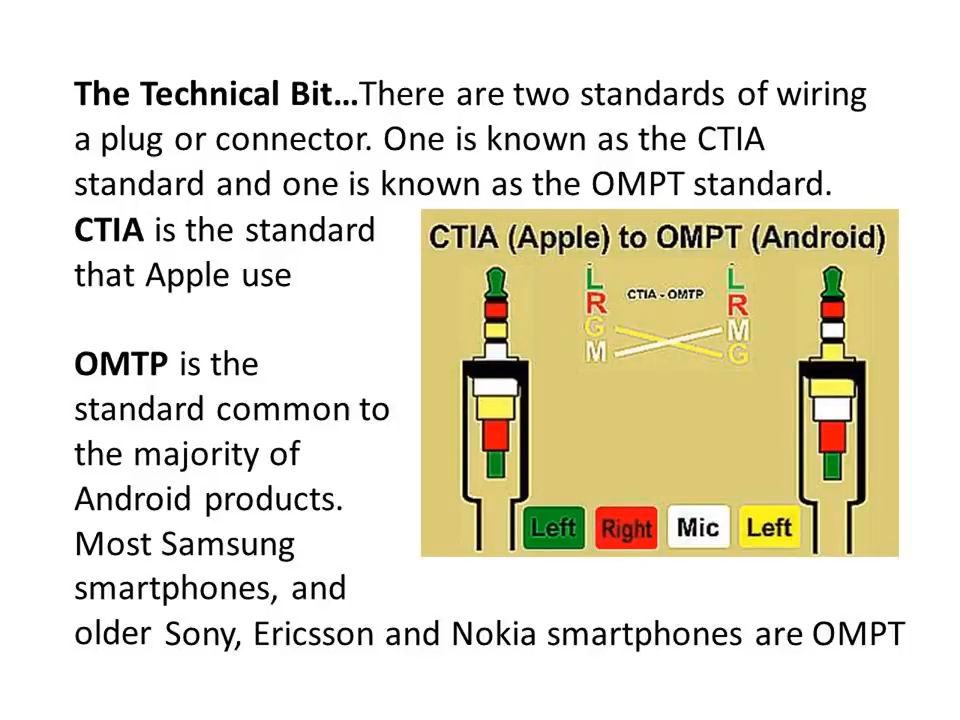 The Technical Bit…There are two standards of wiring
a plug or connector. One is known as the CTIA
standard and one is known as the OMPT standard.
CTIA is the standard
that Apple use
OMTP is the
standard common to
the majority of
Android products.
Most Samsung
smartphones, and
older Sony, Ericsson and Nokia smartphones are OMPT
CTIA (Apple) to OMPT (Android)
CTIA - OMTP
L L
R R
G M
M G
Left Right Mic Left